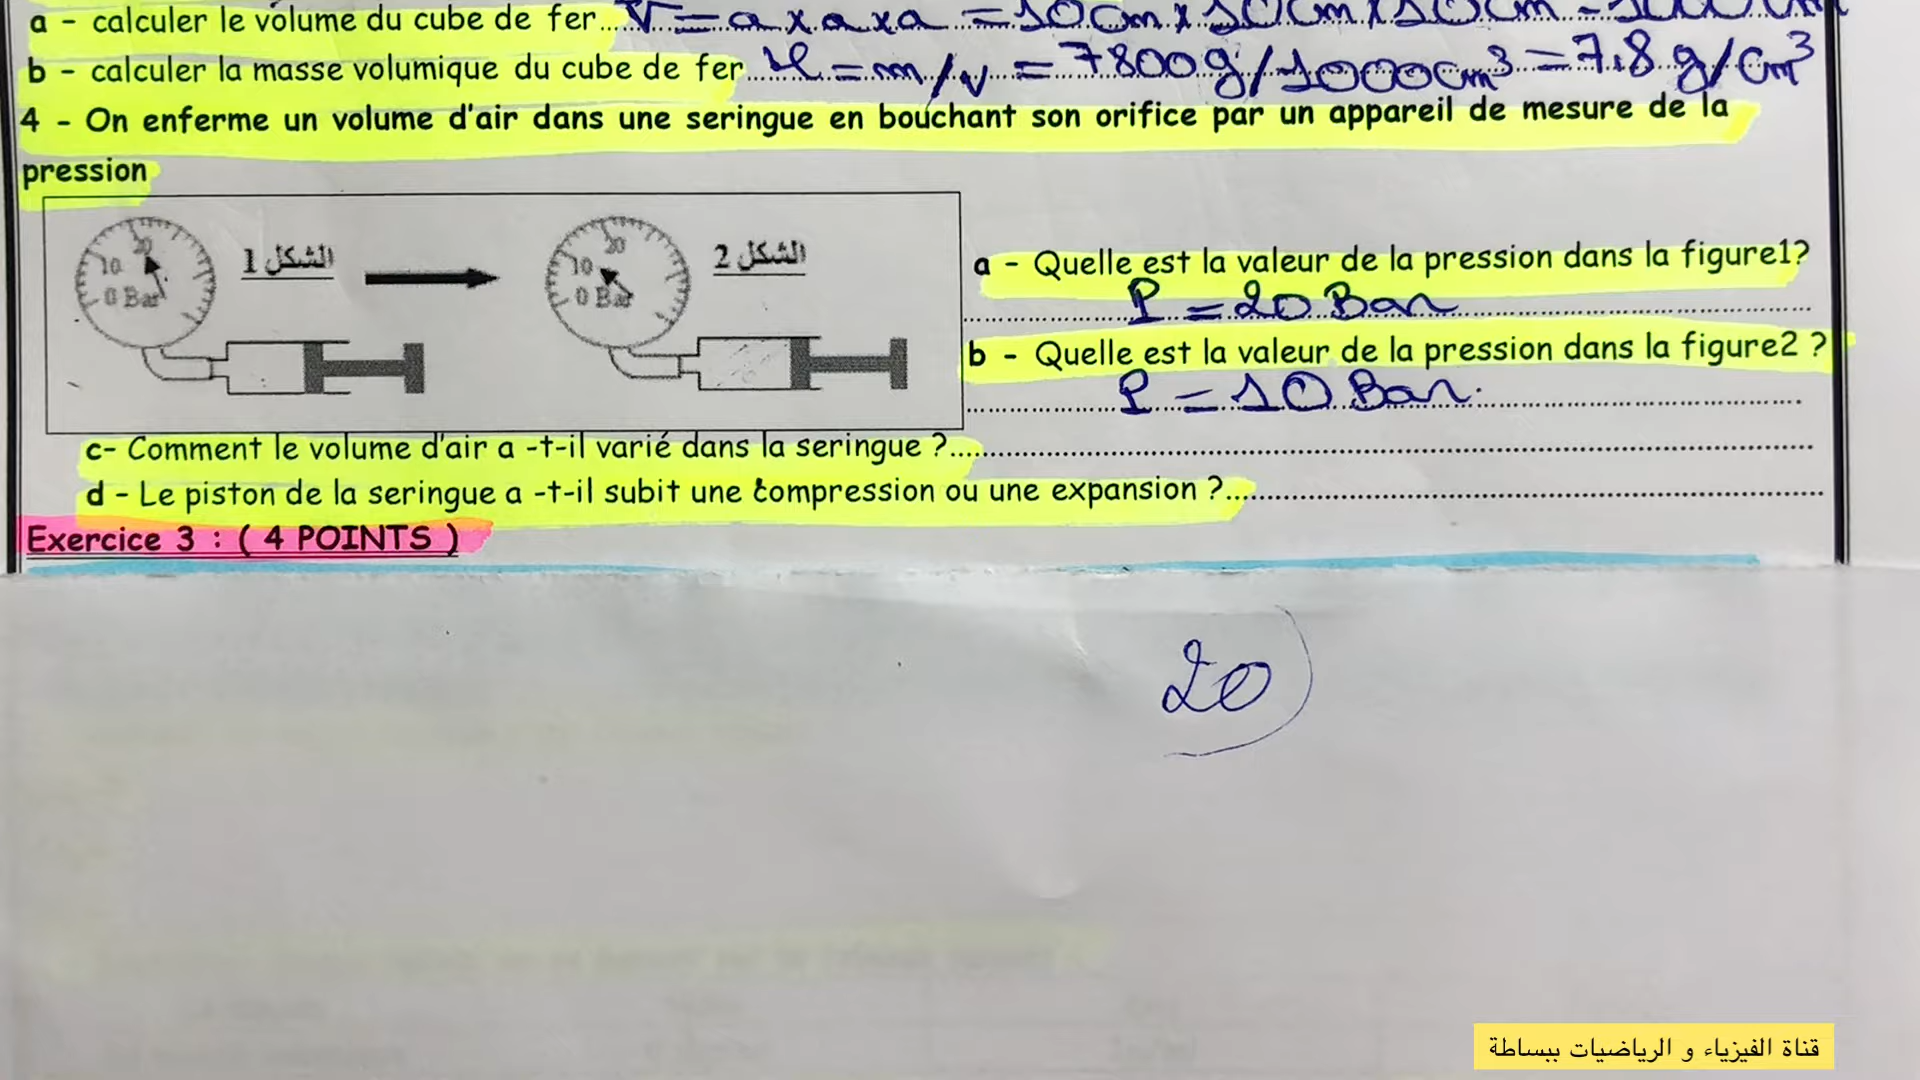 a - calculer le volume du cube de fer...V = a x a x a = 10cm x 10cm x 10cm = 1000cm
b - calculer la masse volumique du cube de fer... = m/v = 7800g/1000cm³ = 7,8 g/cm³
4 - On enferme un volume d'air dans une seringue en bouchant son orifice par un appareil de mesure de la
pression
20
10
0 Bar
الشكل 1
20
10
0 Bar
الشكل 2
a - Quelle est la valeur de la pression dans la figure1?
P = 20 Bar
b - Quelle est la valeur de la pression dans la figure2 ?
P = 10 Bar.
c- Comment le volume d'air a -t-il varié dans la seringue ?
d - Le piston de la seringue a -t-il subit une compression ou une expansion ?
Exercice 3 : ( 4 POINTS )
20
قناة الفيزياء و الرياضيات ببساطة